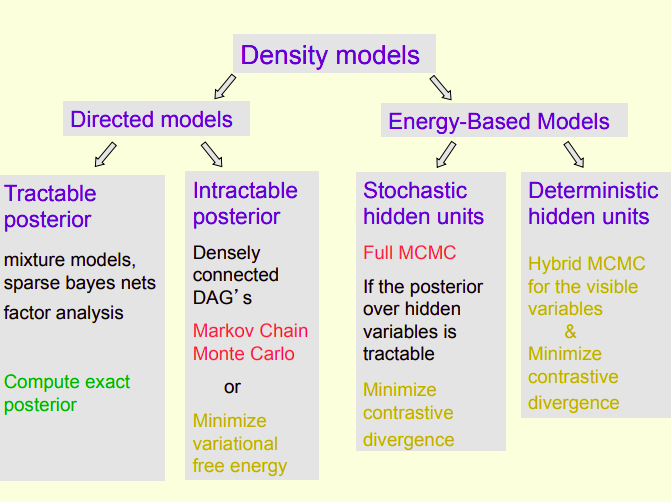 Density models
Directed models
Energy-Based Models
Tractable
posterior
mixture models,
sparse bayes nets
factor analysis
Compute exact
posterior
Intractable
posterior
Densely
connected
DAG’s
Markov Chain
Monte Carlo
or
Minimize
variational
free energy
Stochastic
hidden units
Full MCMC
If the posterior
over hidden
variables is
tractable
Minimize
contrastive
divergence
Deterministic
hidden units
Hybrid MCMC
for the visible
variables
&
Minimize
contrastive
divergence